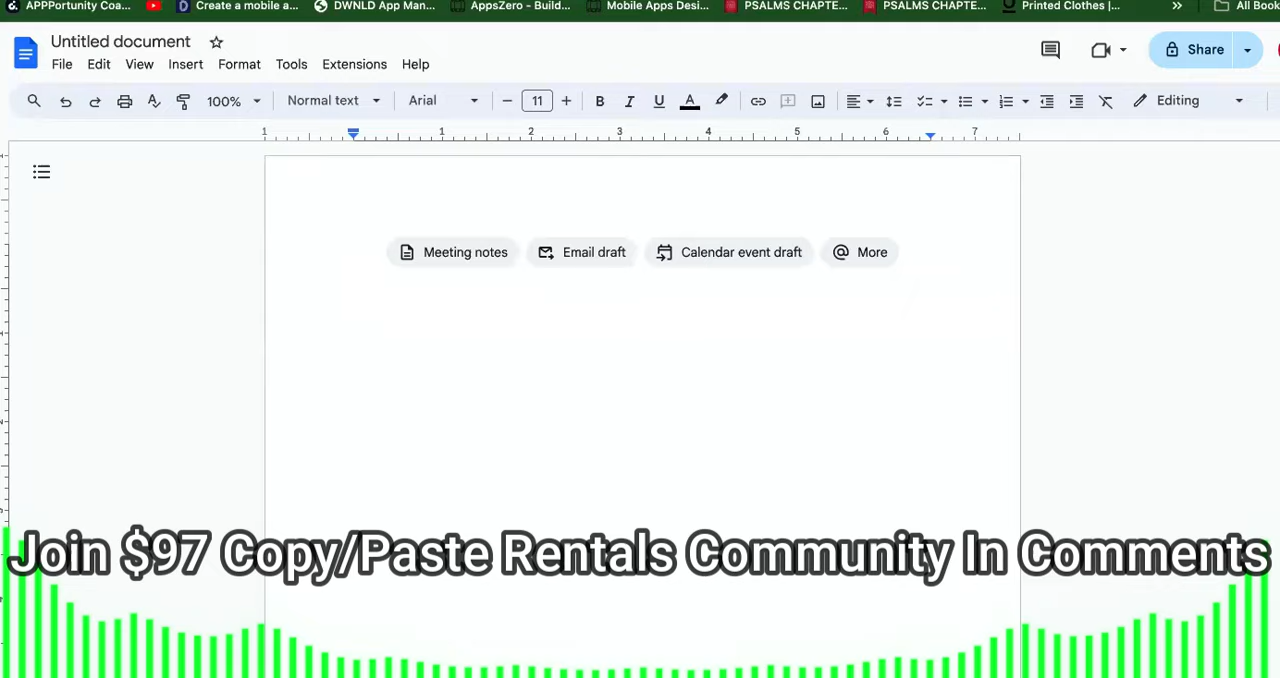 APPPortunity Coa... Create a mobile a... DWNLD App Man... AppsZero - Build... Mobile Apps Desi... PSALMS CHAPTE... PSALMS CHAPTE... Printed Clothes |... » All Book
Untitled document
Share
File Edit View Insert Format Tools Extensions Help
100% Normal text Arial − 11 + B I U A Editing
1 1 2 3 4 5 6 7
Meeting notes Email draft Calendar event draft More
Join $97 Copy/Paste Rentals Community In Comments